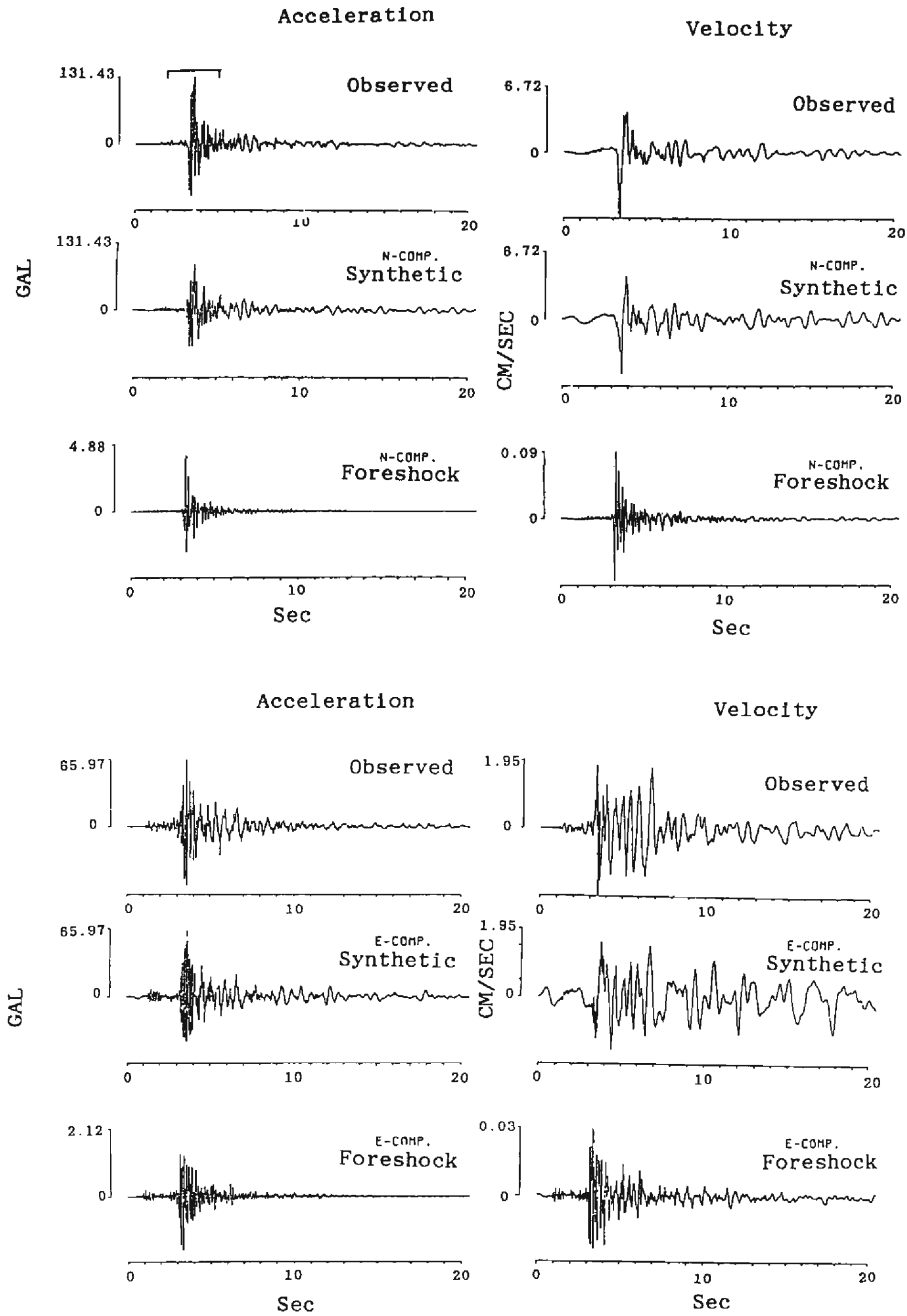 Acceleration
Velocity
131.43
Observed
0
0 10 20
6.72
Observed
0
0 10 20
131.43
N-COMP.
Synthetic
0
0 10 20
GAL
6.72
N-COMP.
Synthetic
0
0 10 20
CM/SEC
4.88
N-COMP.
Foreshock
0
0 10 20
Sec
0.09
N-COMP.
Foreshock
0
0 10 20
Sec
Acceleration
Velocity
65.97
Observed
0
0 10 20
1.95
Observed
0
0 10 20
65.97
E-COMP.
Synthetic
0
0 10 20
GAL
1.95
E-COMP.
Synthetic
0
0 10 20
CM/SEC
2.12
E-COMP.
Foreshock
0
0 10 20
Sec
0.03
E-COMP.
Foreshock
0
0 10 20
Sec